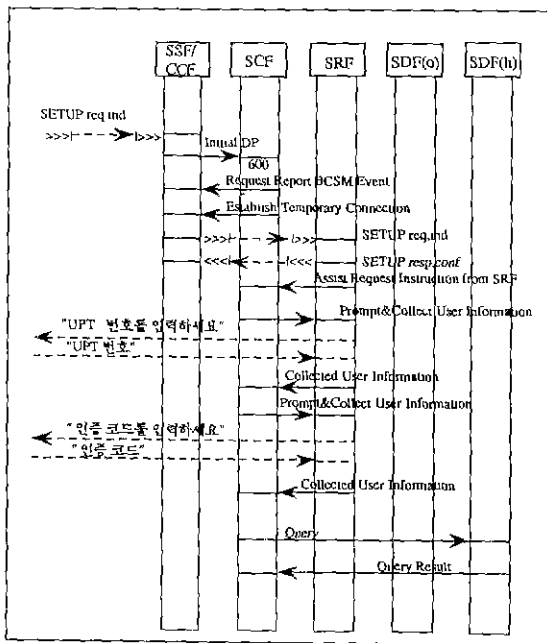 SSF/
CCF
SCF
SRF
SDF(o)
SDF(h)
SETUP req.ind
>>>|- - ->|>>>
Initial DP
600
Request Report BCSM Event
Establish Temporary Connection
>>>|- - ->|>>> SETUP req.ind
<<<|<- - -|<<< SETUP resp.conf
Assist Request Instruction from SRF
Prompt&Collect User Information
"UPT 번호를 입력하세요"
"UPT 번호"
Collected User Information
Prompt&Collect User Information
"인증 코드를 입력하세요"
"인증 코드"
Collected User Information
Query
Query Result